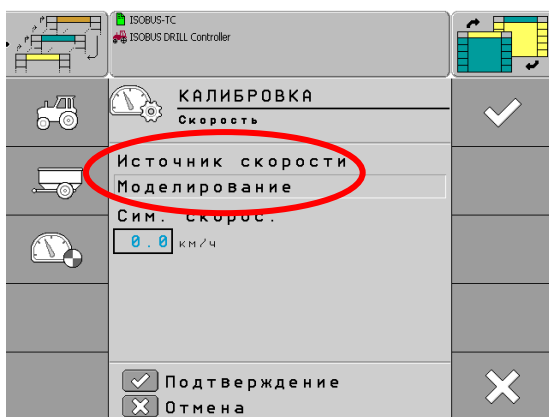 ISOBUS-TC
ISOBUS DRILL Controller
КАЛИБРОВКА
Скорость
Источник скорости
Моделирование
Сим. скорос.
0.0 км/ч
Подтверждение
Отмена